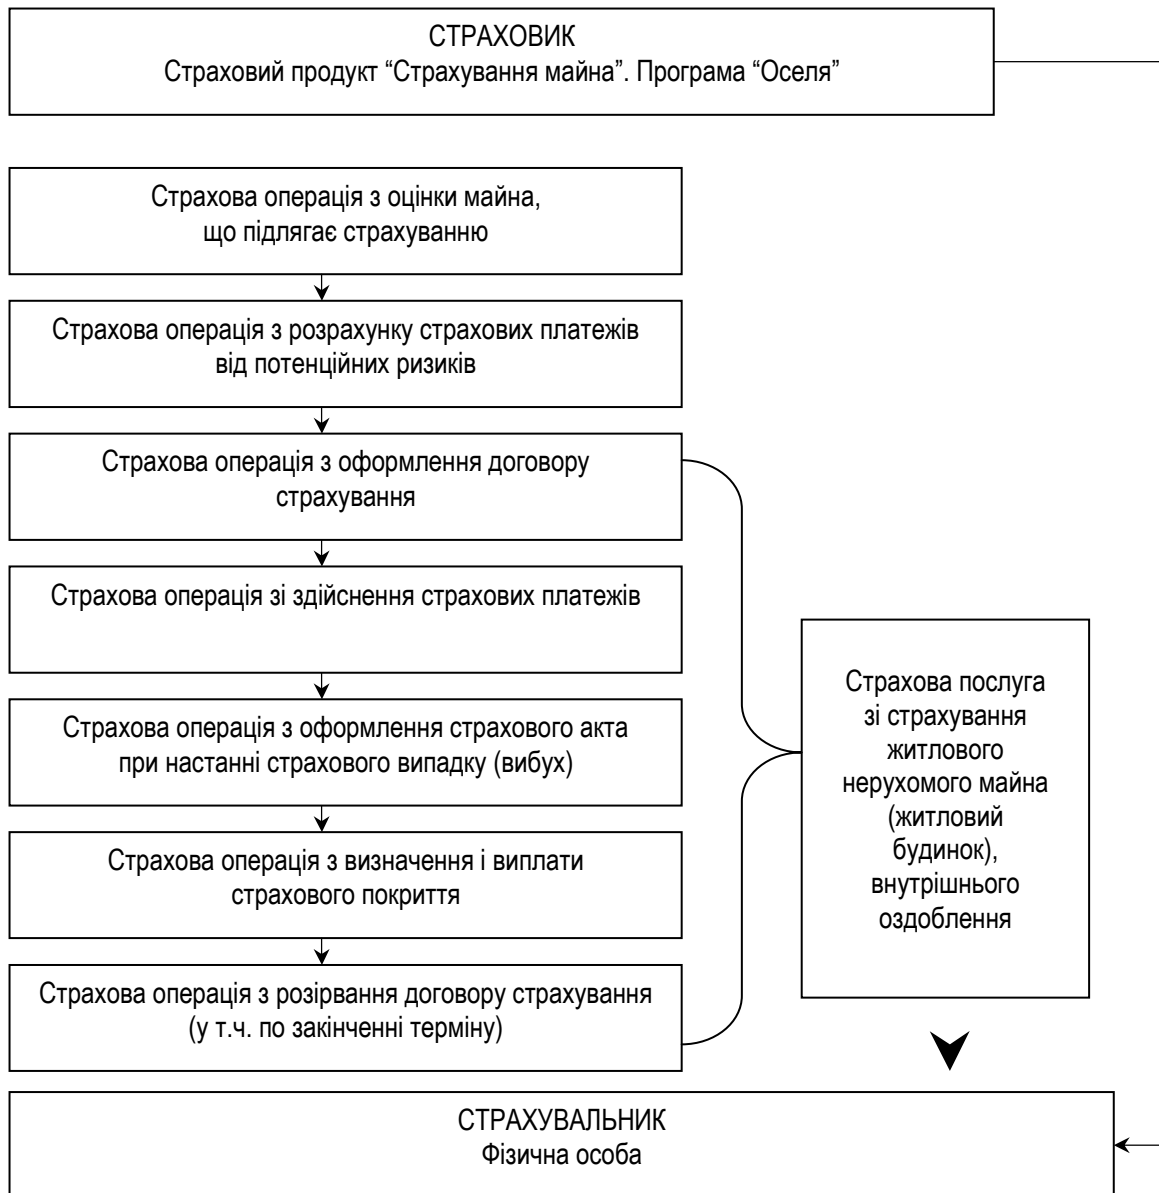 СТРАХОВИК
Страховий продукт “Страхування майна”. Програма “Оселя”
Страхова операція з оцінки майна,
що підлягає страхуванню
Страхова операція з розрахунку страхових платежів
від потенційних ризиків
Страхова операція з оформлення договору
страхування
Страхова операція зі здійснення страхових платежів
Страхова операція з оформлення страхового акта
при настанні страхового випадку (вибух)
Страхова операція з визначення і виплати
страхового покриття
Страхова операція з розірвання договору страхування
(у т.ч. по закінченні терміну)
Страхова послуга
зі страхування
житлового
нерухомого майна
(житловий
будинок),
внутрішнього
оздоблення
СТРАХУВАЛЬНИК
Фізична особа